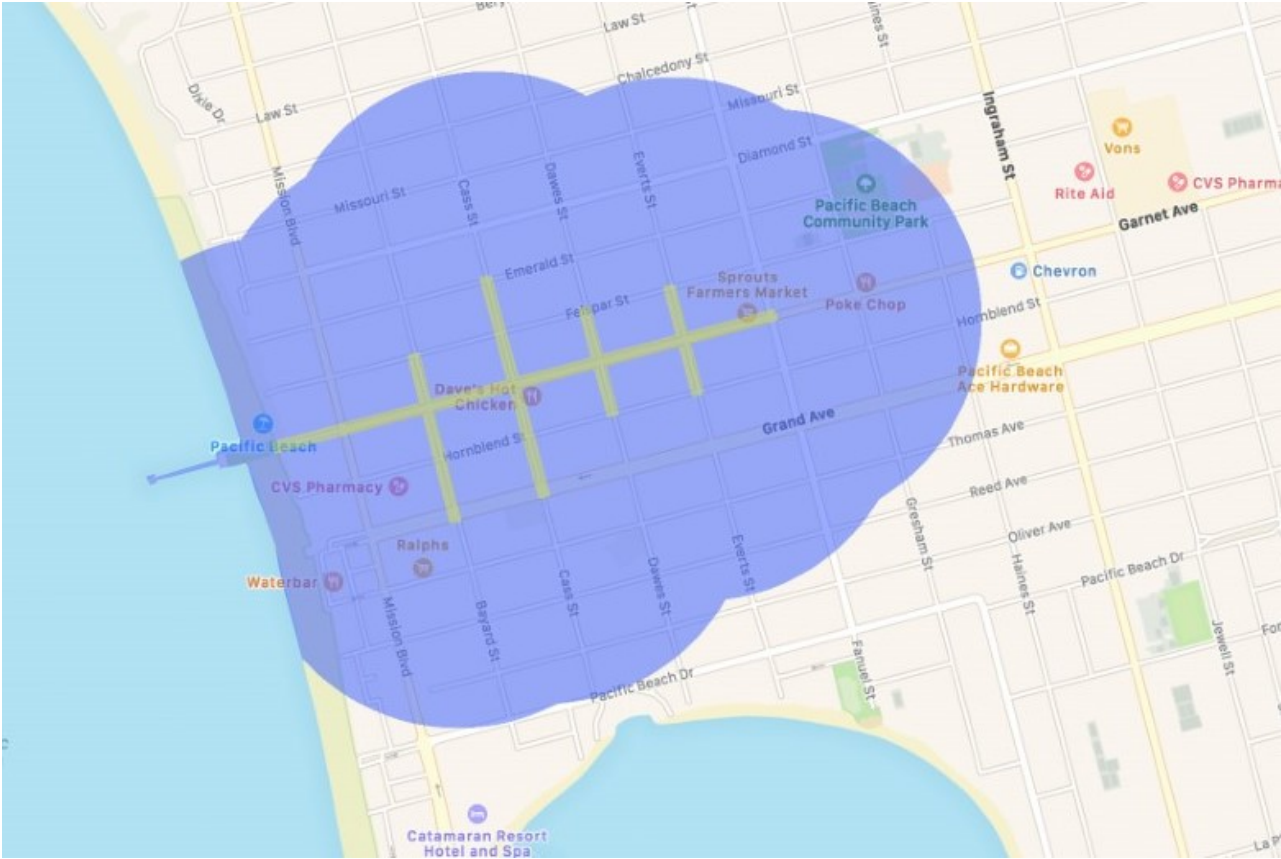 Law St
Chalcedony St
Dixie Dr
Law St
Missouri St
Ingraham St
Vons
Mission Blvd
Diamond St
Everts St
Dawes St
Cass St
Missouri St
Rite Aid
CVS Pharma
Pacific Beach
Community Park
Garnet Ave
Emerald St
Sprouts
Farmers Market
Chevron
Felspar St
Poke Chop
Hornblend St
Dave's Hot
Chicken
Pacific Beach
Ace Hardware
Pacific Beach
Hornblend St
Grand Ave
Thomas Ave
CVS Pharmacy
Reed Ave
Oliver Ave
Gresham St
Ralphs
Waterbar
Everts St
Dawes St
Cass St
Haines St
Pacific Beach Dr
Mission Blvd
Bayard St
Fanuel St
Jewell St
Pacific Beach Dr
Catamaran Resort
Hotel and Spa